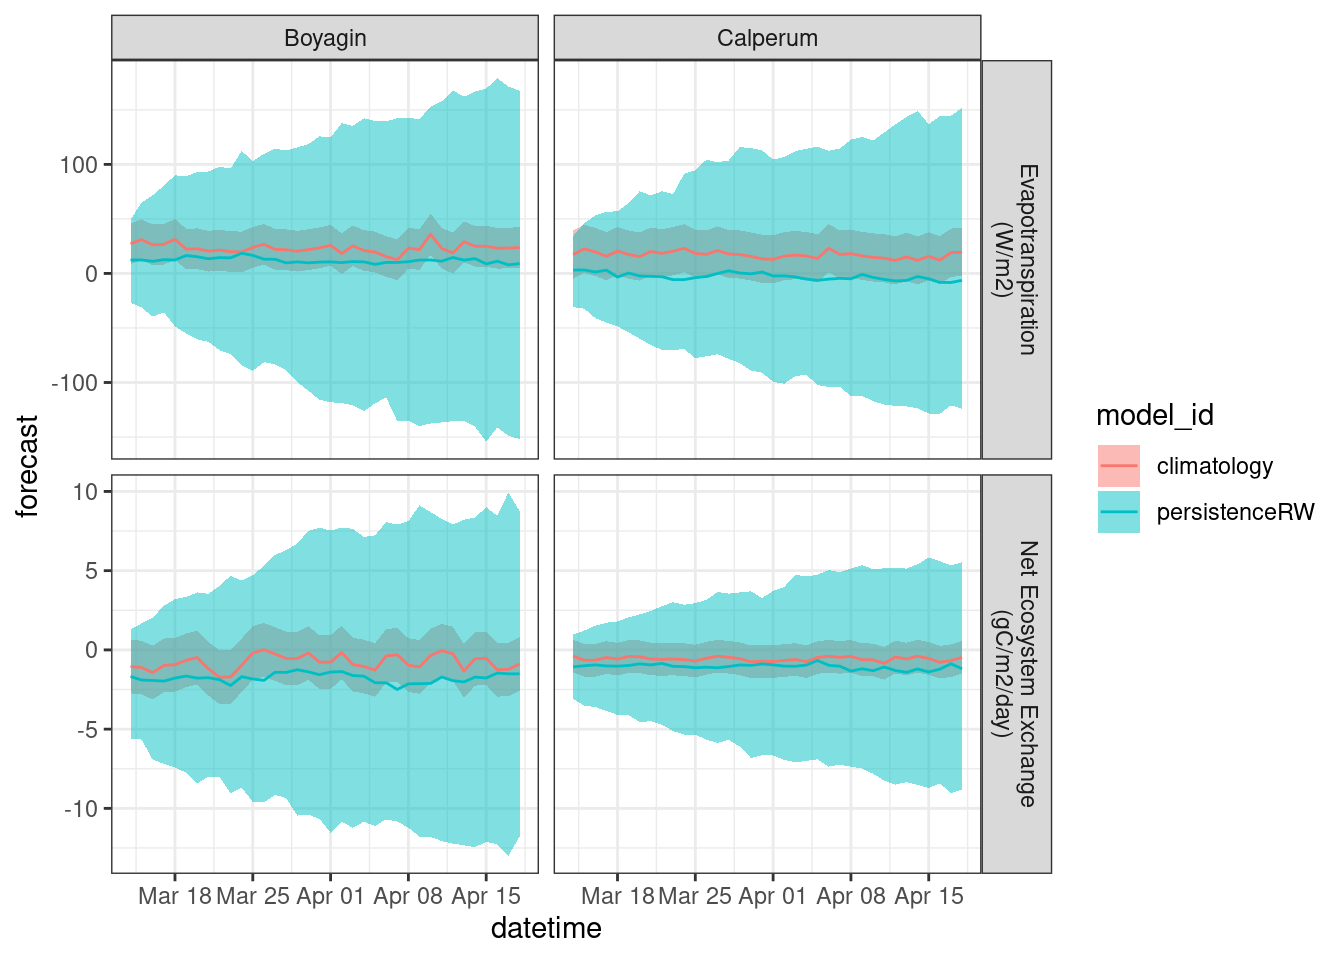 Boyagin
Calperum
100
0
-100
Evapotranspiration
(W/m2)
forecast
10
5
0
-5
-10
Net Ecosystem Exchange
(gC/m2/day)
Mar 18 Mar 25 Apr 01 Apr 08 Apr 15
Mar 18 Mar 25 Apr 01 Apr 08 Apr 15
datetime
model_id
climatology
persistenceRW